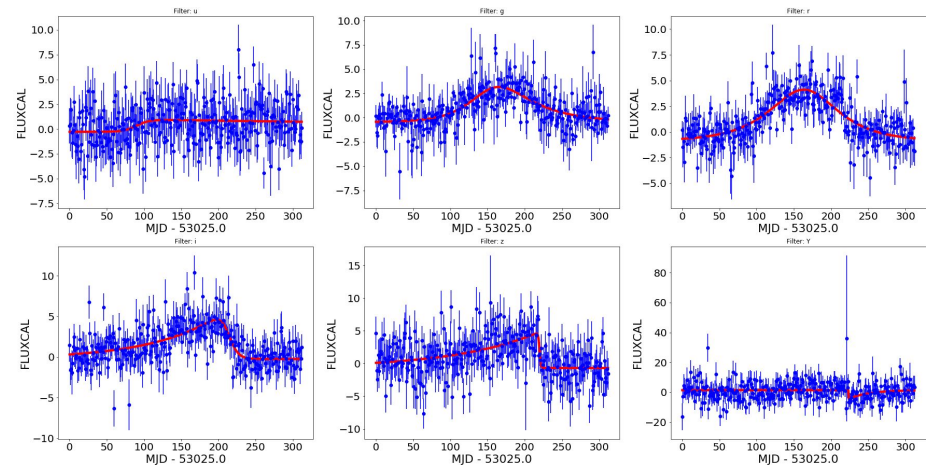 Filter: u
FLUXCAL
10.0
7.5
5.0
2.5
0.0
−2.5
−5.0
−7.5
0 50 100 150 200 250 300
MJD - 53025.0
Filter: g
FLUXCAL
10.0
7.5
5.0
2.5
0.0
−2.5
−5.0
−7.5
0 50 100 150 200 250 300
MJD - 53025.0
Filter: r
FLUXCAL
10.0
7.5
5.0
2.5
0.0
−2.5
−5.0
0 50 100 150 200 250 300
MJD - 53025.0
Filter: i
FLUXCAL
10
5
0
−5
−10
0 50 100 150 200 250 300
MJD - 53025.0
Filter: z
FLUXCAL
15
10
5
0
−5
−10
0 50 100 150 200 250 300
MJD - 53025.0
Filter: Y
FLUXCAL
80
60
40
20
0
−20
0 50 100 150 200 250 300
MJD - 53025.0